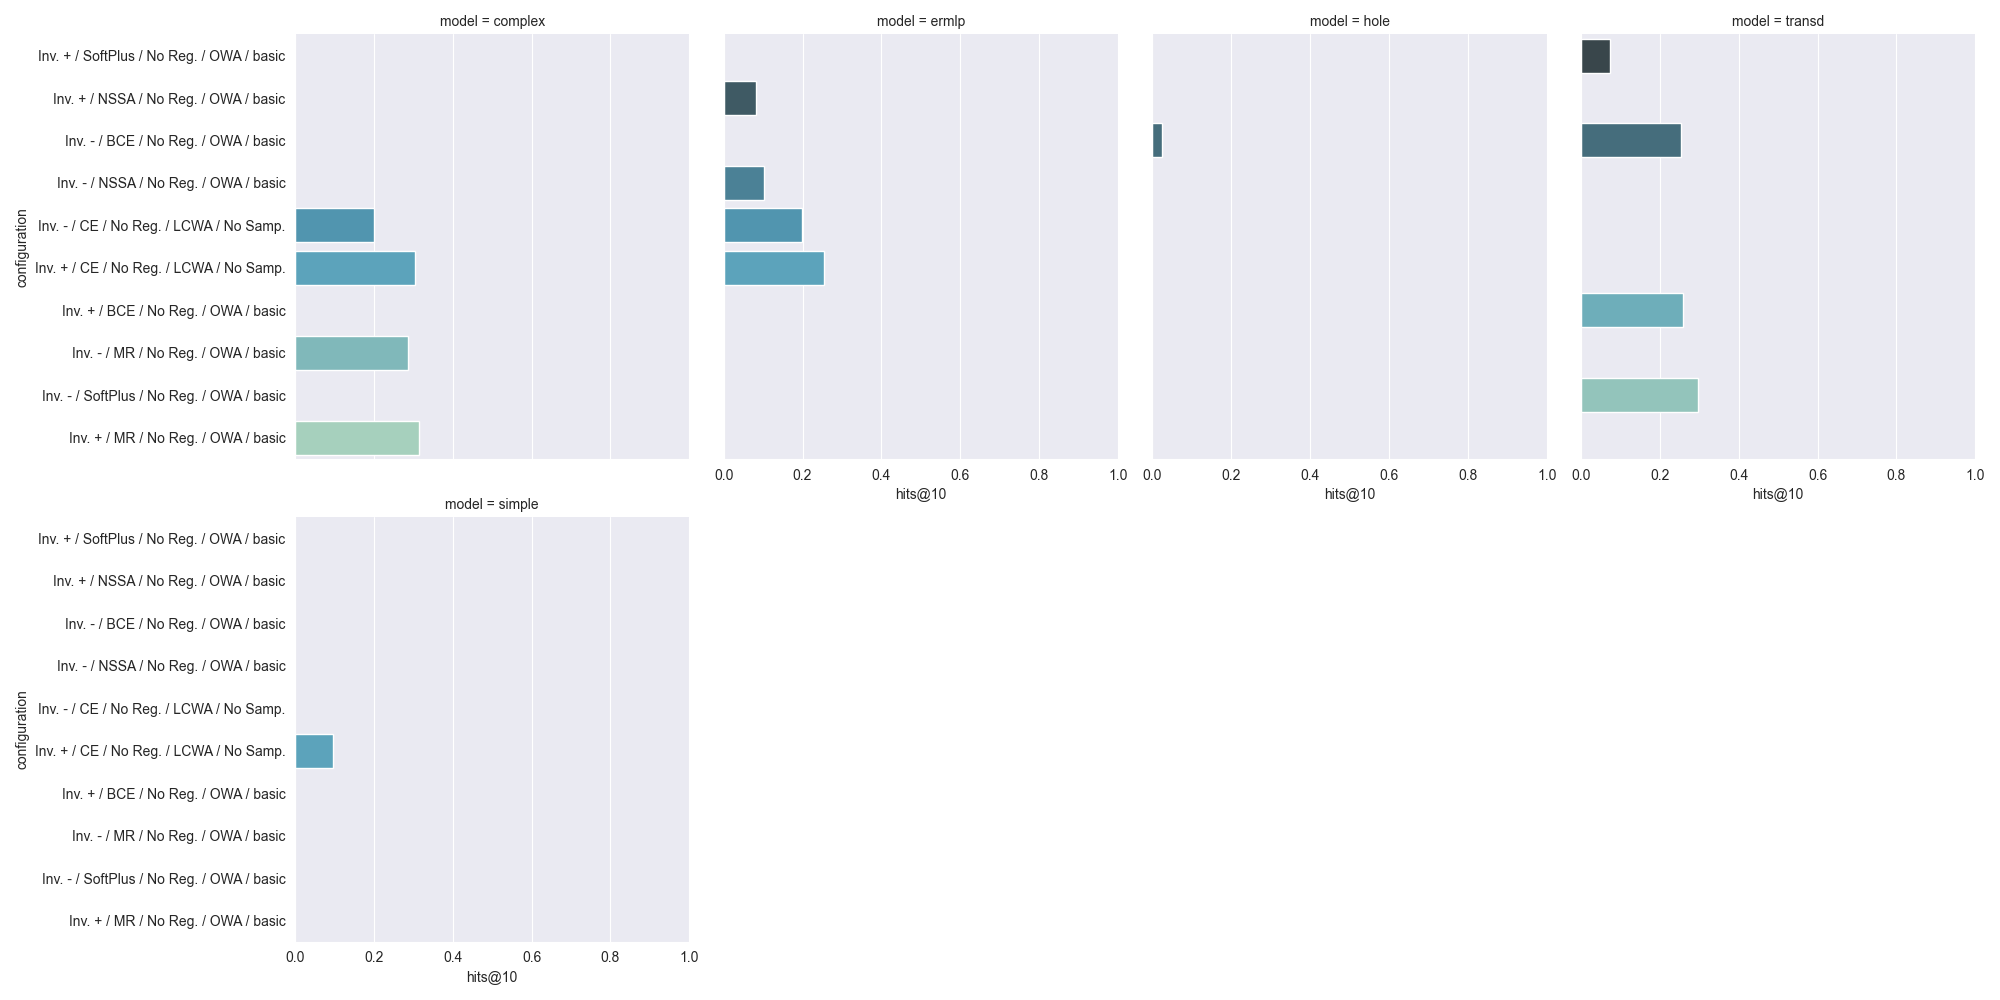 model = complex
model = ermlp
model = hole
model = transd
configuration
Inv. + / SoftPlus / No Reg. / OWA / basic
Inv. + / NSSA / No Reg. / OWA / basic
Inv. - / BCE / No Reg. / OWA / basic
Inv. - / NSSA / No Reg. / OWA / basic
Inv. - / CE / No Reg. / LCWA / No Samp.
Inv. + / CE / No Reg. / LCWA / No Samp.
Inv. + / BCE / No Reg. / OWA / basic
Inv. - / MR / No Reg. / OWA / basic
Inv. - / SoftPlus / No Reg. / OWA / basic
Inv. + / MR / No Reg. / OWA / basic
0.0 0.2 0.4 0.6 0.8 1.0
hits@10
0.0 0.2 0.4 0.6 0.8 1.0
hits@10
0.0 0.2 0.4 0.6 0.8 1.0
hits@10
model = simple
configuration
Inv. + / SoftPlus / No Reg. / OWA / basic
Inv. + / NSSA / No Reg. / OWA / basic
Inv. - / BCE / No Reg. / OWA / basic
Inv. - / NSSA / No Reg. / OWA / basic
Inv. - / CE / No Reg. / LCWA / No Samp.
Inv. + / CE / No Reg. / LCWA / No Samp.
Inv. + / BCE / No Reg. / OWA / basic
Inv. - / MR / No Reg. / OWA / basic
Inv. - / SoftPlus / No Reg. / OWA / basic
Inv. + / MR / No Reg. / OWA / basic
0.0 0.2 0.4 0.6 0.8 1.0
hits@10